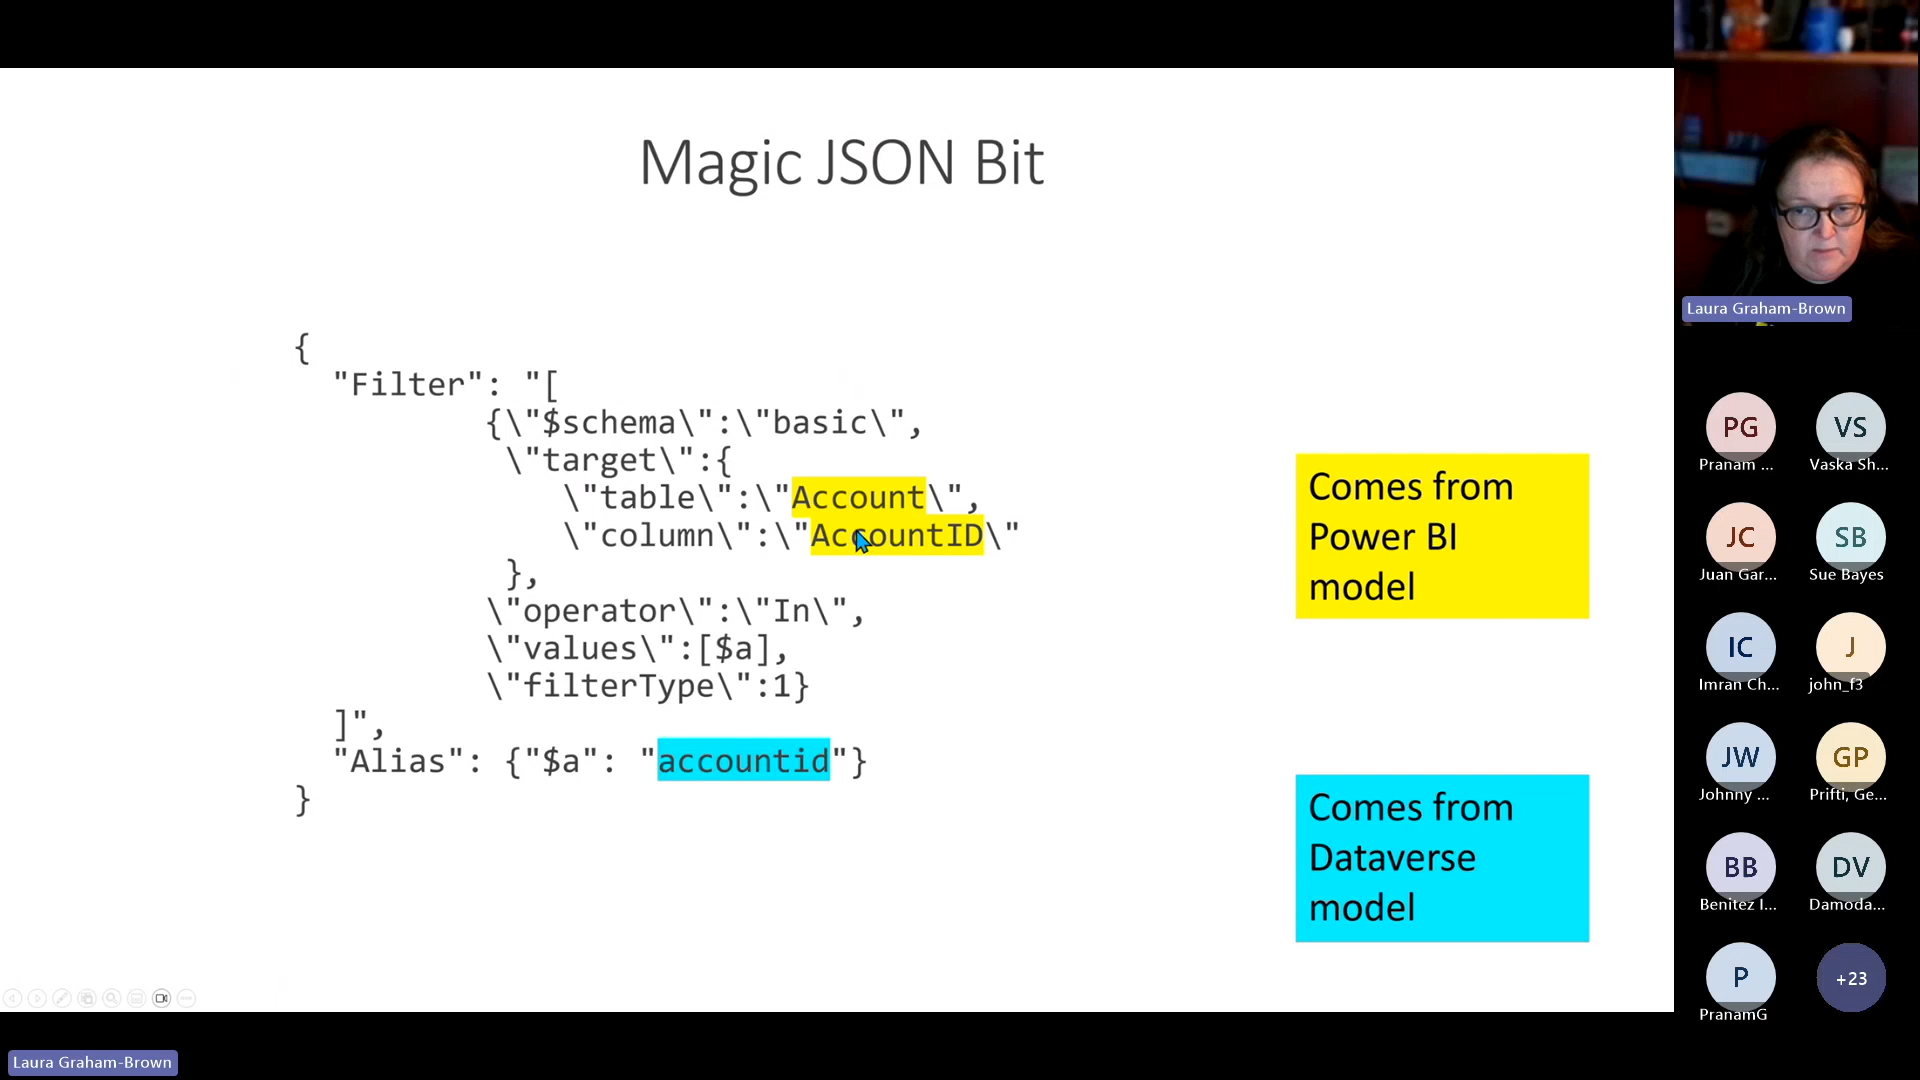 Magic JSON Bit
{
"Filter": "[
{\"$schema\":\"basic\",
\"target\":{
\"table\":\"Account\",
\"column\":\"AccountID\"
},
\"operator\":\"In\",
\"values\":[$a],
\"filterType\":1}
]",
"Alias": {"$a": "accountid"}
}
Comes from
Power BI
model
Comes from
Dataverse
model
Laura Graham-Brown
PG
Pranam ...
VS
Vaska Sh...
JC
Juan Gar...
SB
Sue Bayes
IC
Imran Ch...
J
john_f3
JW
Johnny ...
GP
Prifti, Ge...
BB
Benitez I...
DV
Damoda...
P
PranamG
+23
Laura Graham-Brown